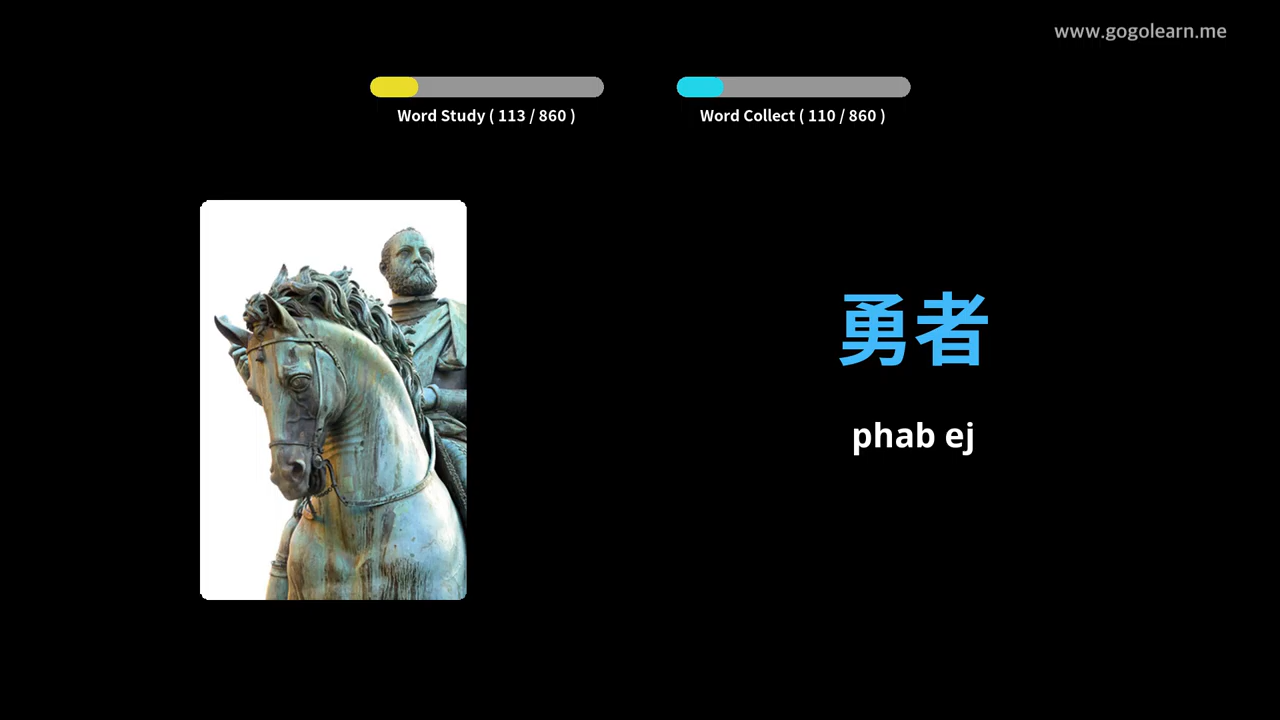 www.gogolearn.me
Word Study ( 113 / 860 )
Word Collect ( 110 / 860 )
勇者
phab ej